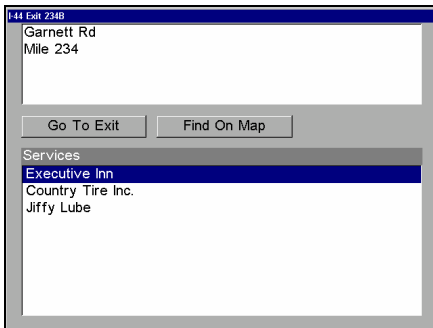 I-44 Exit 234B
Garnett Rd
Mile 234
Go To Exit
Find On Map
Services
Executive Inn
Country Tire Inc.
Jiffy Lube